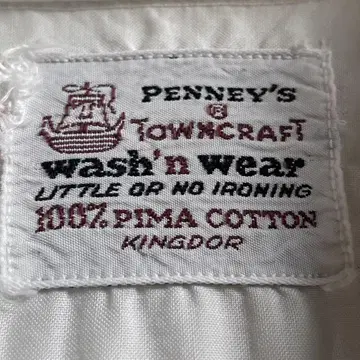 PENNEY'S
®
TOWNCRAFT
wash'n wear
LITTLE OR NO IRONING
100% PIMA COTTON
KINGDOR